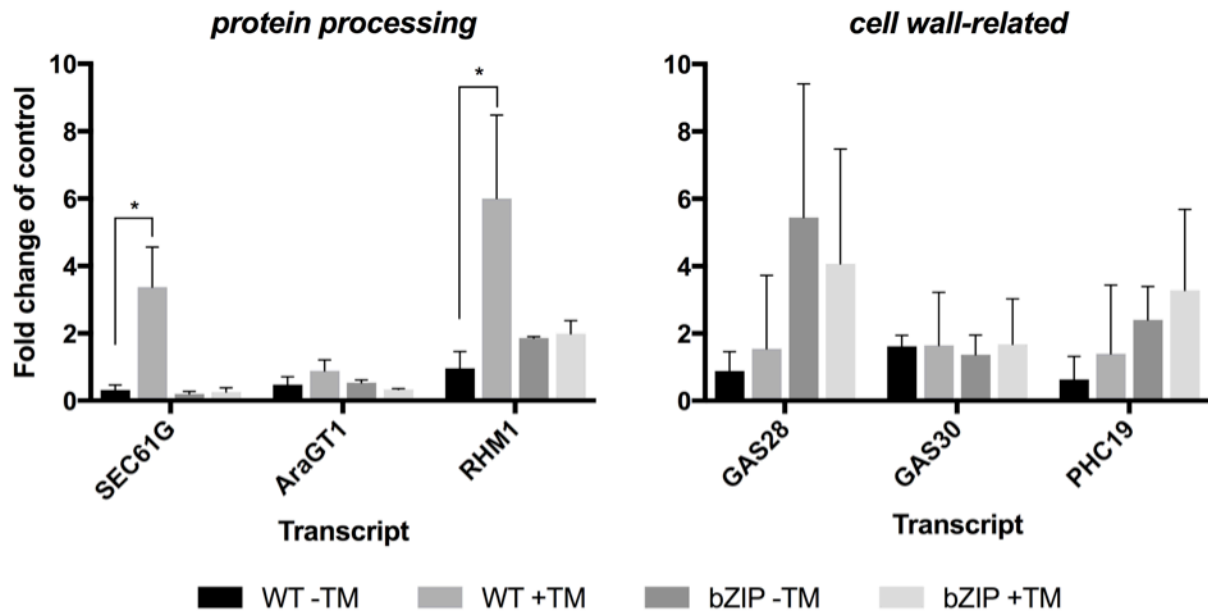 protein processing
cell wall-related
Fold change of control
10
8
6
4
2
0
*
*
SEC61G
AraGT1
RHM1
Transcript
10
8
6
4
2
0
GAS28
GAS30
PHC19
Transcript
WT -TM
WT +TM
bZIP -TM
bZIP +TM